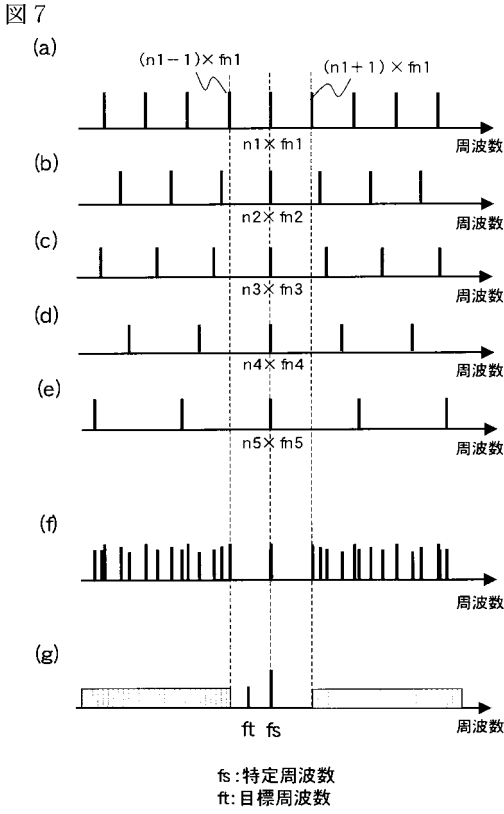 図7
(a)
(n1-1)×fn1
(n1+1)×fn1
n1×fn1
周波数
(b)
n2×fn2
周波数
(c)
n3×fn3
周波数
(d)
n4×fn4
周波数
(e)
n5×fn5
周波数
(f)
周波数
(g)
ft fs
周波数
fs:特定周波数
ft:目標周波数